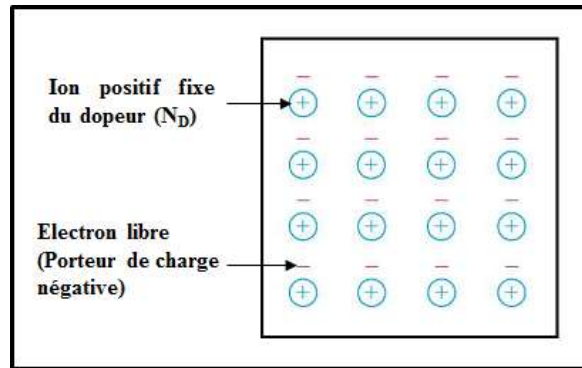 Ion positif fixe
du dopeur (N_D)
Electron libre
(Porteur de charge
négative)